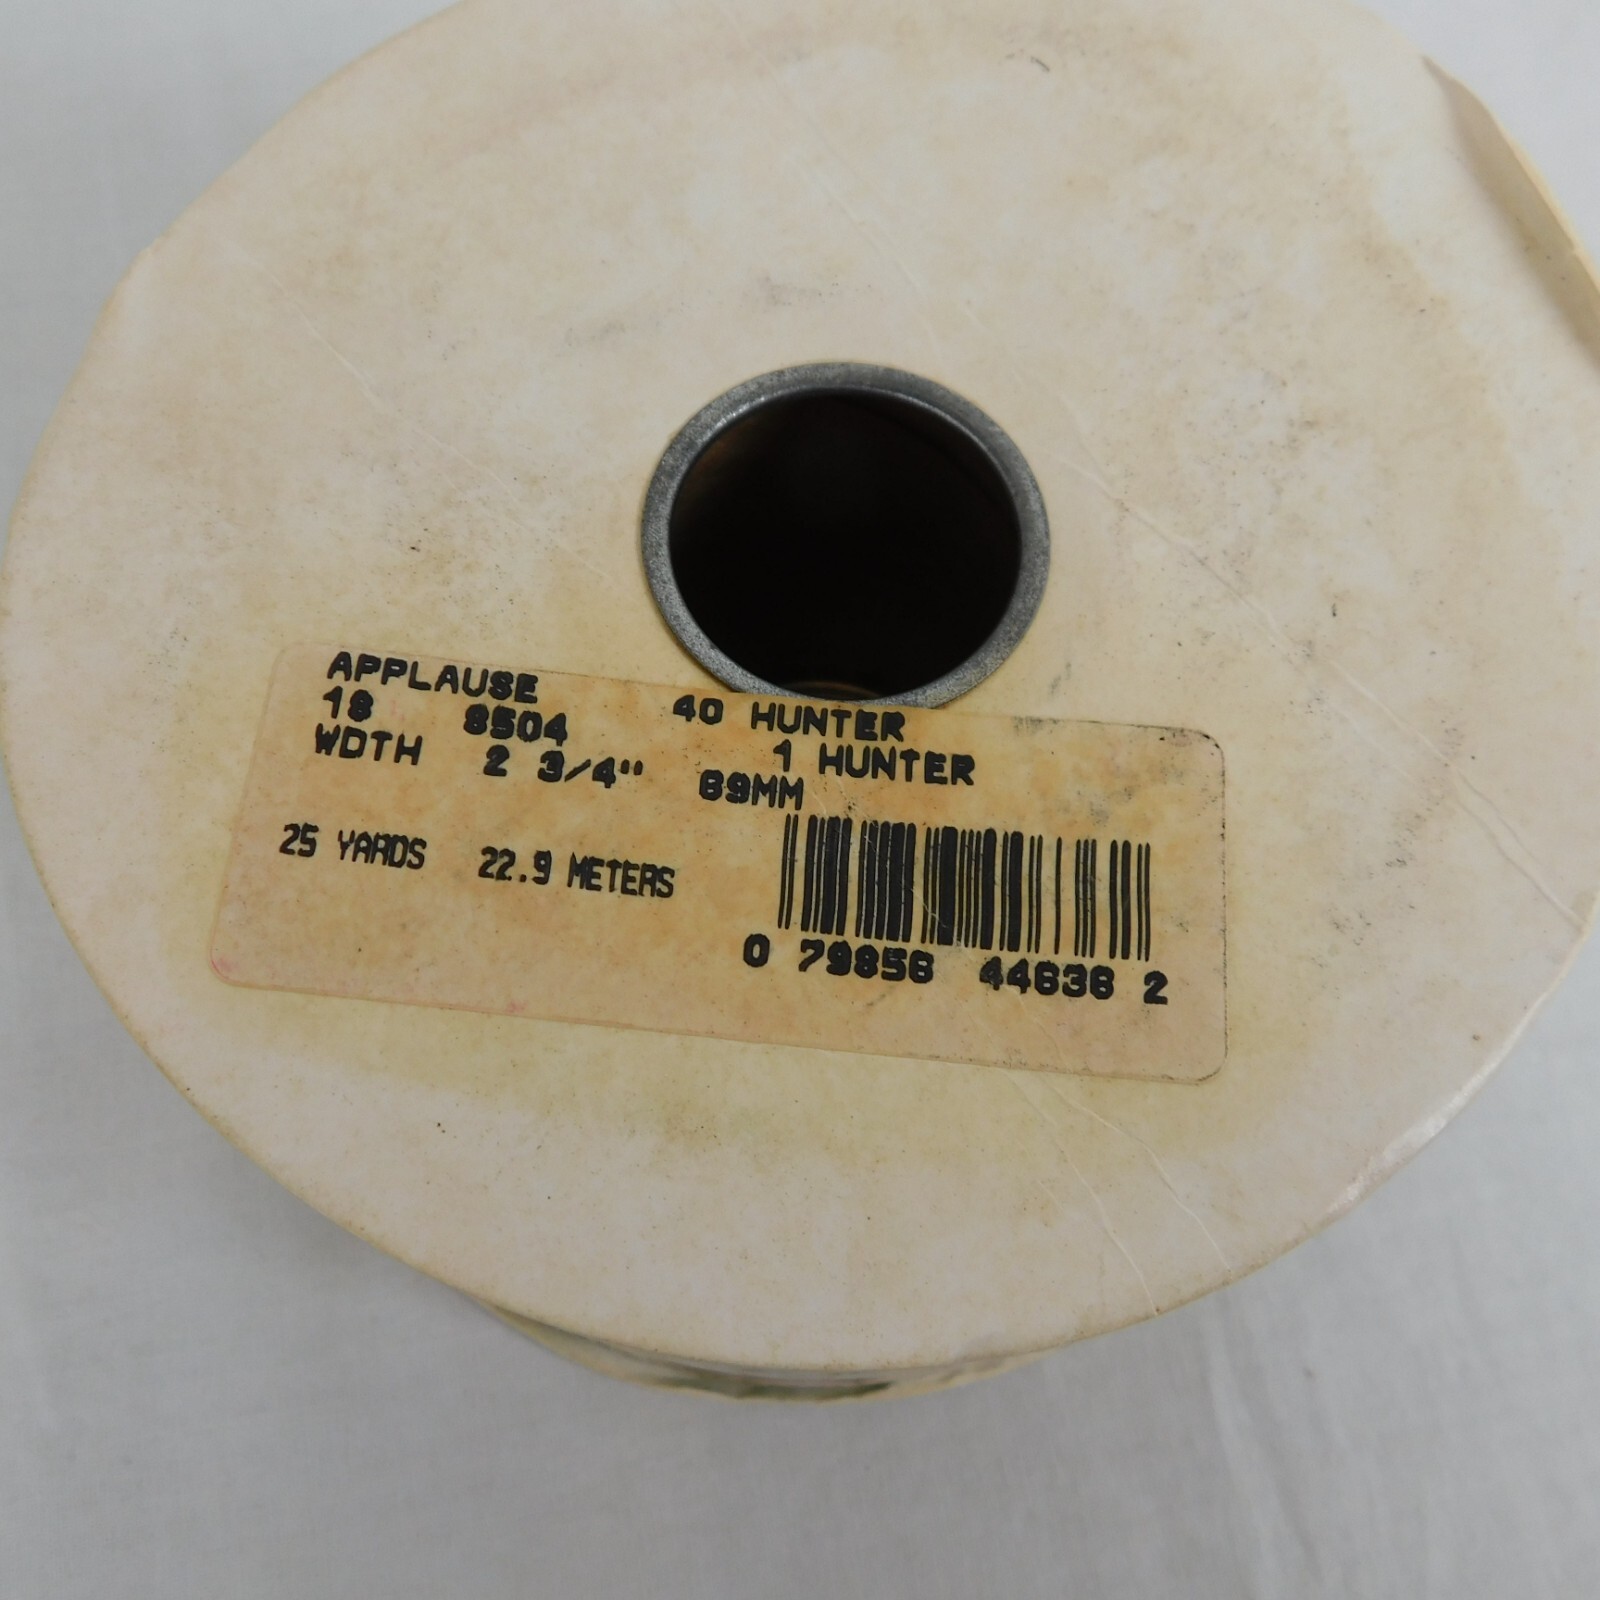 APPLAUSE
18 8504 40 HUNTER
WDTH 2 3/4" 1 HUNTER
69MM
25 YARDS 22.9 METERS
0 79856 44636 2